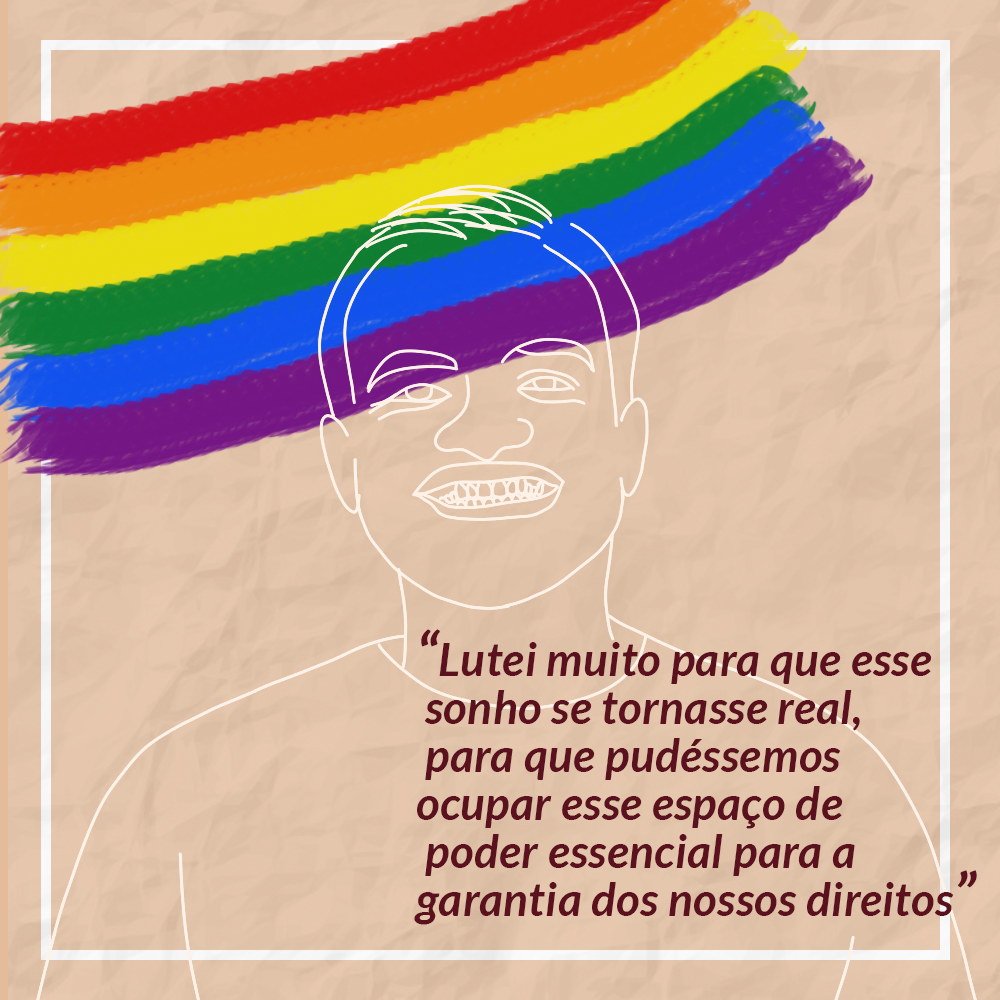 “Lutei muito para que esse
sonho se tornasse real,
para que pudéssemos
ocupar esse espaço de
poder essencial para a
garantia dos nossos direitos”